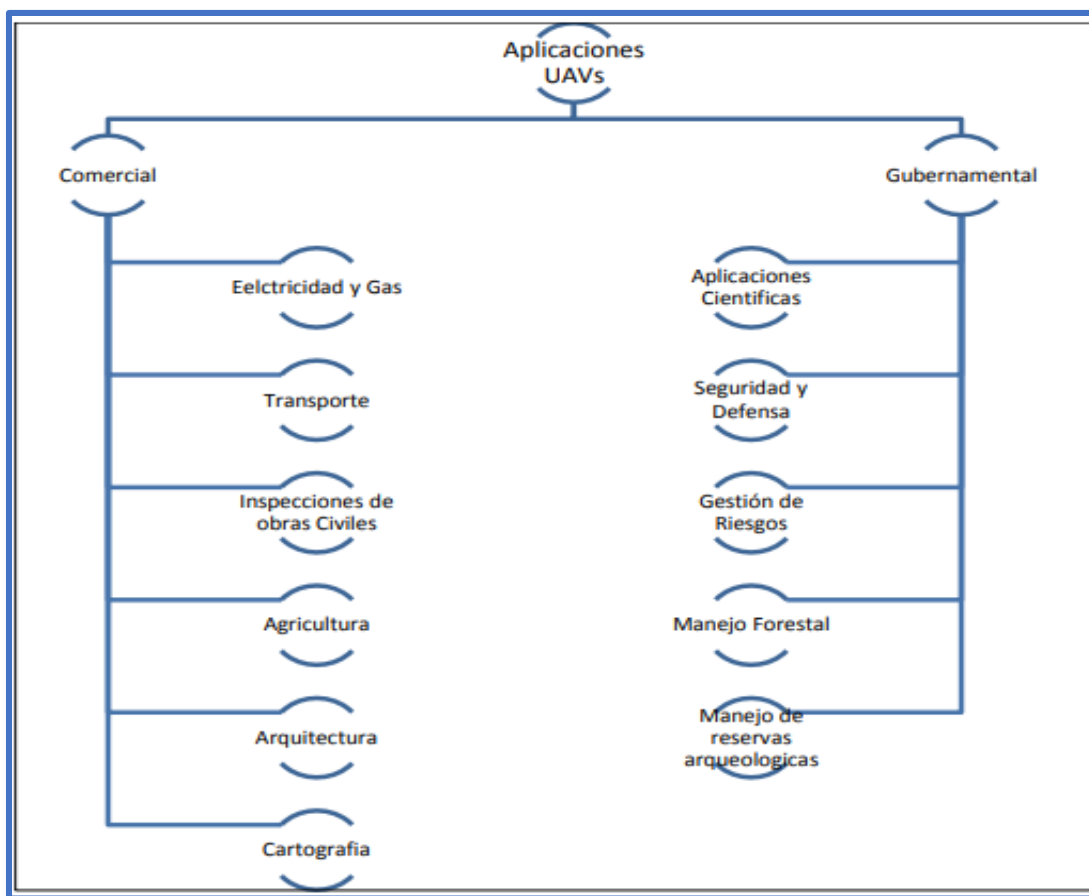 Aplicaciones
UAVs
Comercial
Eelctricidad y Gas
Transporte
Inspecciones de
obras Civiles
Agricultura
Arquitectura
Cartografia
Gubernamental
Aplicaciones
Cientificas
Seguridad y
Defensa
Gestión de
Riesgos
Manejo Forestal
Manejo de
reservas
arqueologicas